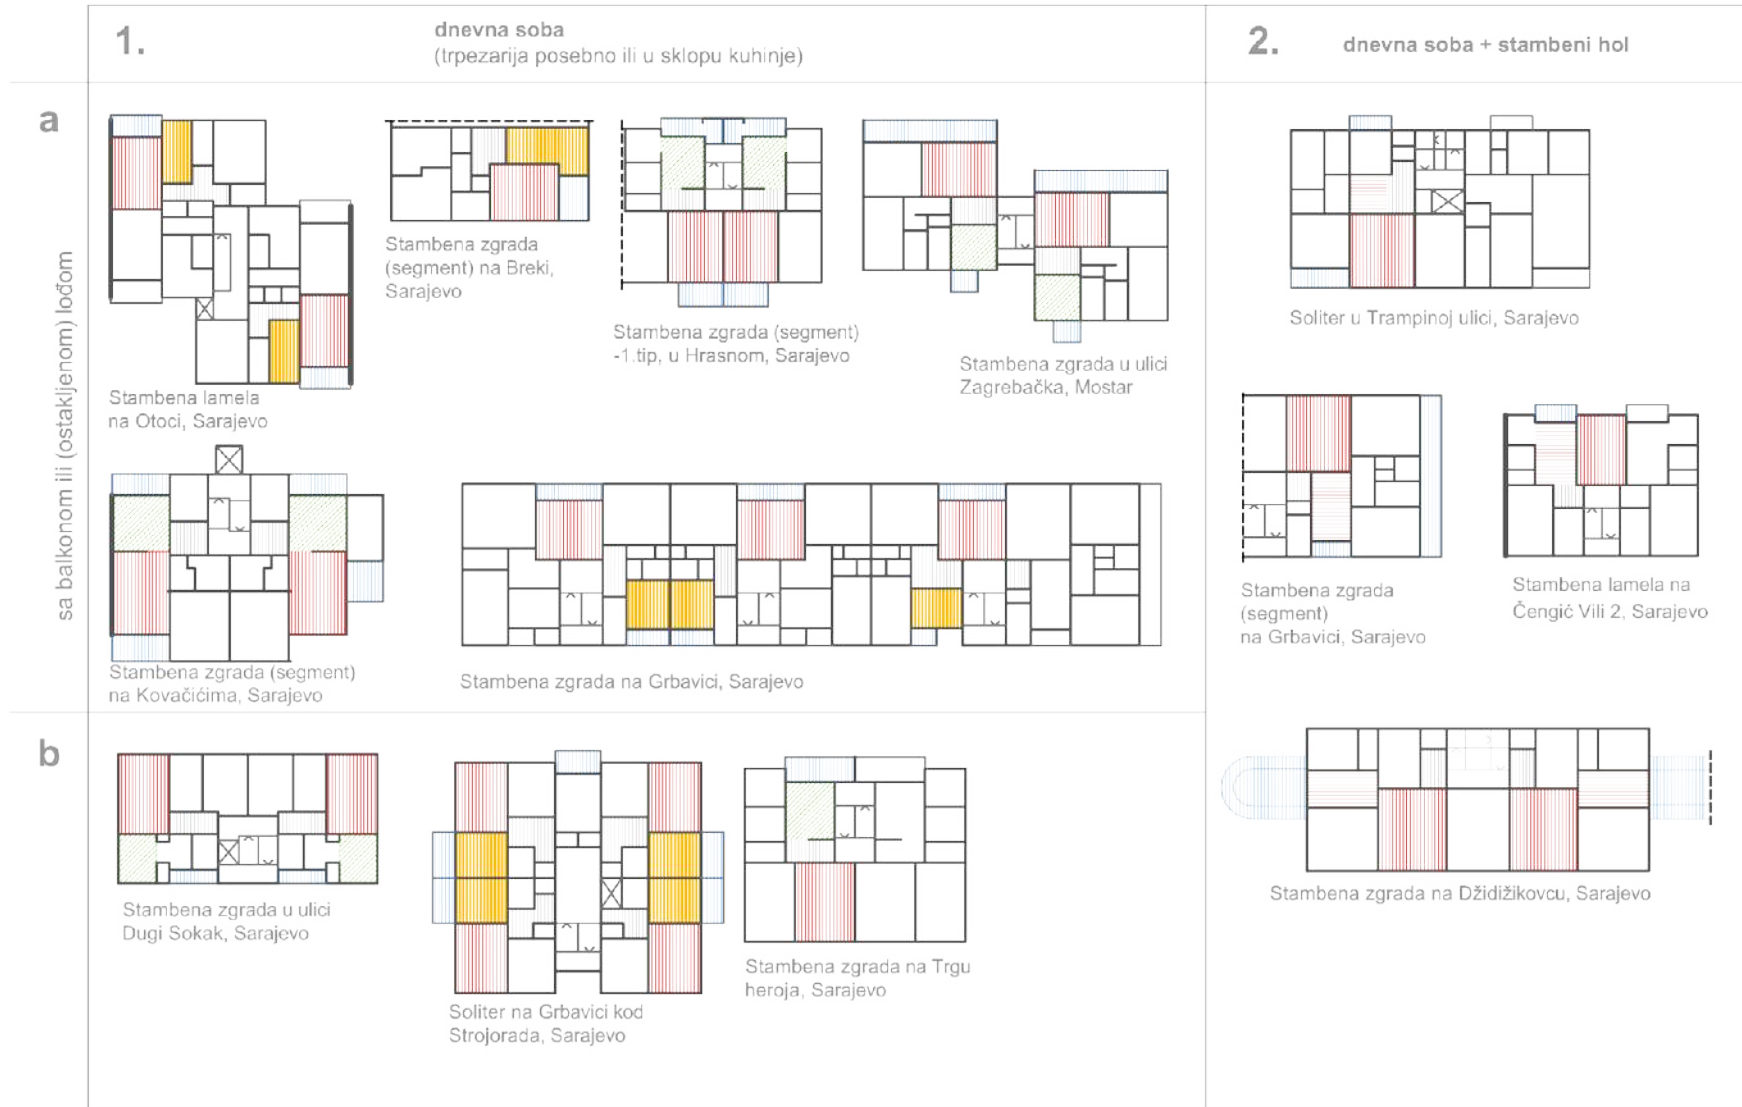 1.
dnevna soba
(trpezarija posebno ili u sklopu kuhinje)
2.
dnevna soba + stambeni hol
a
sa balkonom ili (ostakljenom) lođom
Stambena lamela
na Otoci, Sarajevo
Stambena zgrada
(segment) na Breki,
Sarajevo
Stambena zgrada (segment)
-1.tip, u Hrasnom, Sarajevo
Stambena zgrada u ulici
Zagrebačka, Mostar
Soliter u Trampinoj ulici, Sarajevo
Stambena zgrada (segment)
na Kovačićima, Sarajevo
Stambena zgrada na Grbavici, Sarajevo
Stambena zgrada
(segment)
na Grbavici, Sarajevo
Stambena lamela na
Čengić Vili 2, Sarajevo
b
Stambena zgrada u ulici
Dugi Sokak, Sarajevo
Soliter na Grbavici kod
Strojorada, Sarajevo
Stambena zgrada na Trgu
heroja, Sarajevo
Stambena zgrada na Džidžikovcu, Sarajevo